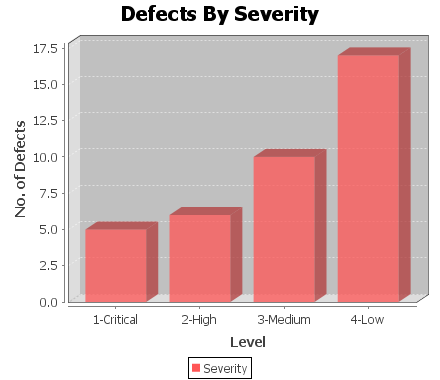 Defects By Severity
No. of Defects
17.5
15.0
12.5
10.0
7.5
5.0
2.5
0.0
1-Critical 2-High 3-Medium 4-Low
Level
Severity